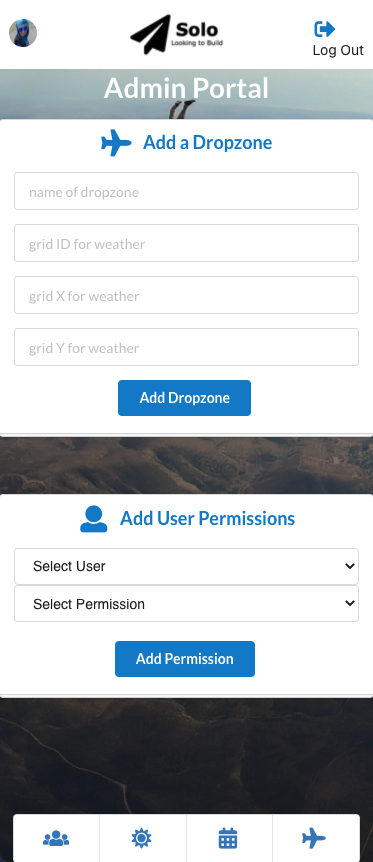 Solo
Looking to Build
Log Out
Admin Portal
Add a Dropzone
name of dropzone
grid ID for weather
grid X for weather
grid Y for weather
Add Dropzone
Add User Permissions
Select User
Select Permission
Add Permission